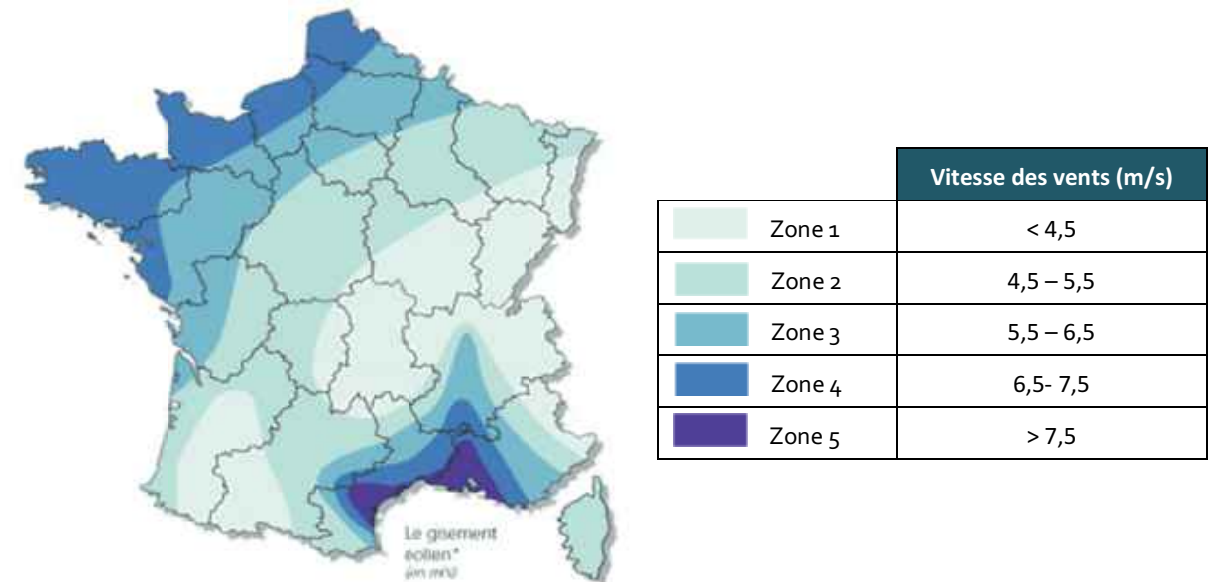 Vitesse des vents (m/s)
Zone 1 < 4,5
Zone 2 4,5 – 5,5
Zone 3 5,5 – 6,5
Zone 4 6,5- 7,5
Zone 5 > 7,5
Le gisement
éolien*
(en m/s)